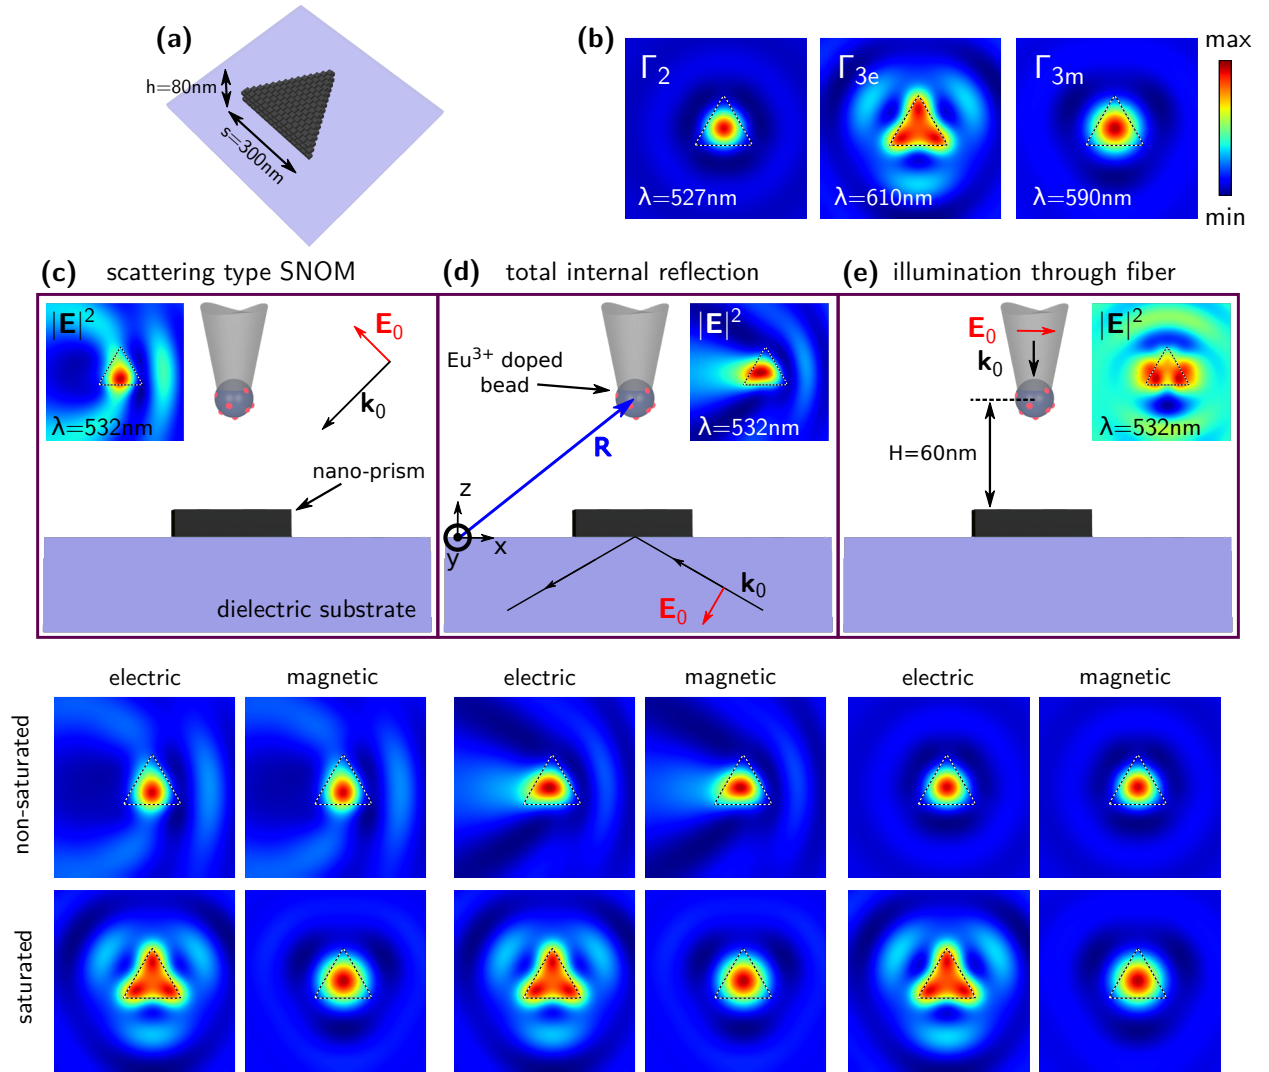 (a)
h=80nm
s=300nm
(b)
Γ2
λ=527nm
Γ3e
λ=610nm
Γ3m
λ=590nm
max
min
(c) scattering type SNOM
|E|²
λ=532nm
E₀
k₀
nano-prism
dielectric substrate
(d) total internal reflection
Eu³⁺ doped
bead
|E|²
λ=532nm
R
z
x
y
k₀
E₀
(e) illumination through fiber
E₀
k₀
|E|²
λ=532nm
H=60nm
electric magnetic electric magnetic electric magnetic
non-saturated
saturated